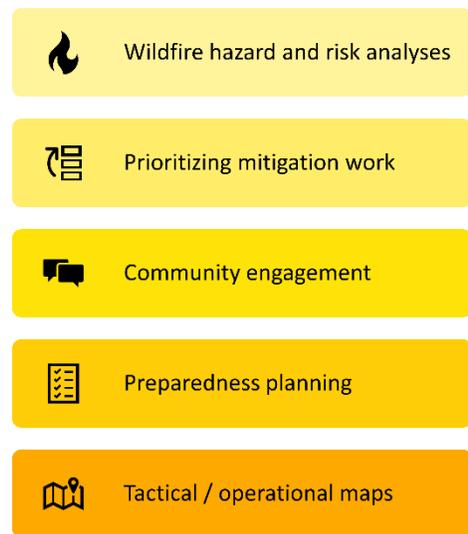 Wildfire hazard and risk analyses
Prioritizing mitigation work
Community engagement
Preparedness planning
Tactical / operational maps